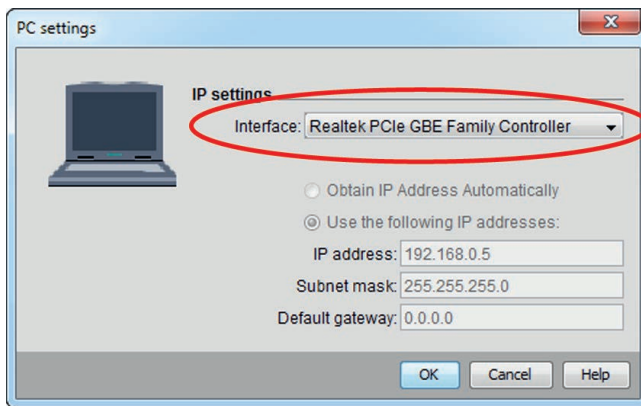 PC settings
IP settings
Interface: Realtek PCIe GBE Family Controller
Obtain IP Address Automatically
Use the following IP addresses:
IP address: 192.168.0.5
Subnet mask: 255.255.255.0
Default gateway: 0.0.0.0
OK Cancel Help